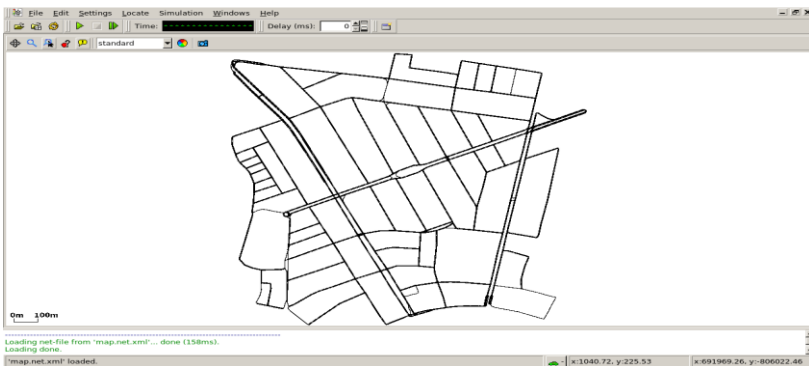 File Edit Settings Locate Simulation Windows Help
Time: Delay (ms): 0
standard
0m 100m
Loading net-file from 'map.net.xml'... done (158ms).
Loading done.
'map.net.xml' loaded. x:1040.72, y:225.53 x:691969.26, y:-806022.46